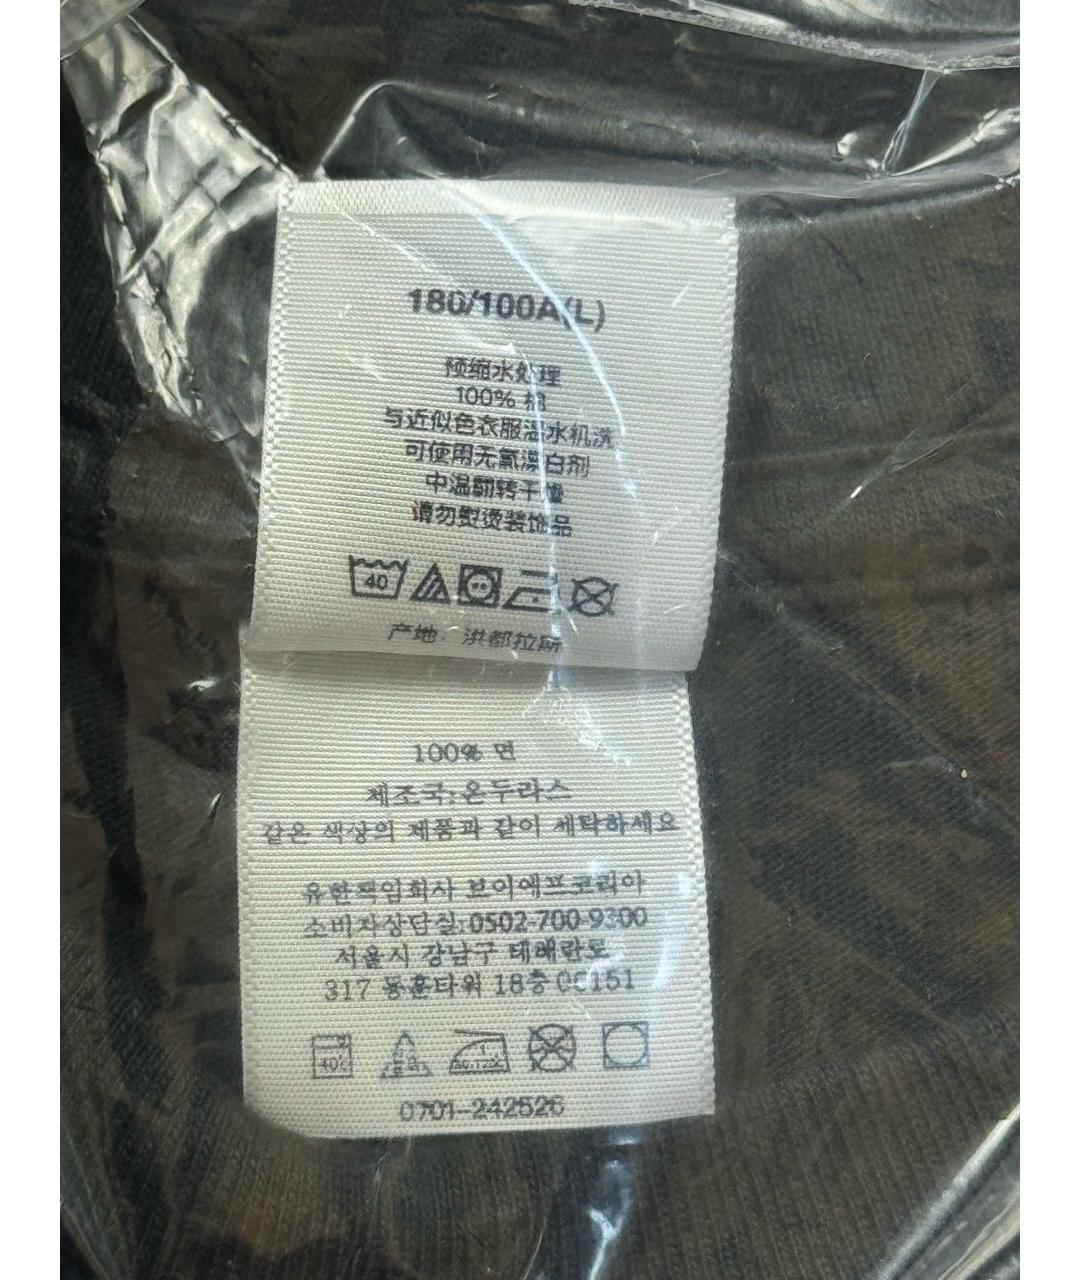 180/100A(L)
预缩水处理
100% 棉
与近似色衣服温水机洗
可使用无氯漂白剂
中温翻转干燥
请勿熨烫装饰品
40
产地：洪都拉斯
100% 면
제조국:온두라스
같은 색상의 제품과 같이 세탁하세요
유한책임회사 브이에프코리아
소비자상담실:0502-700-9300
서울시 강남구 테헤란로
317 동훈타워 18층 06151
40℃
0701-242526